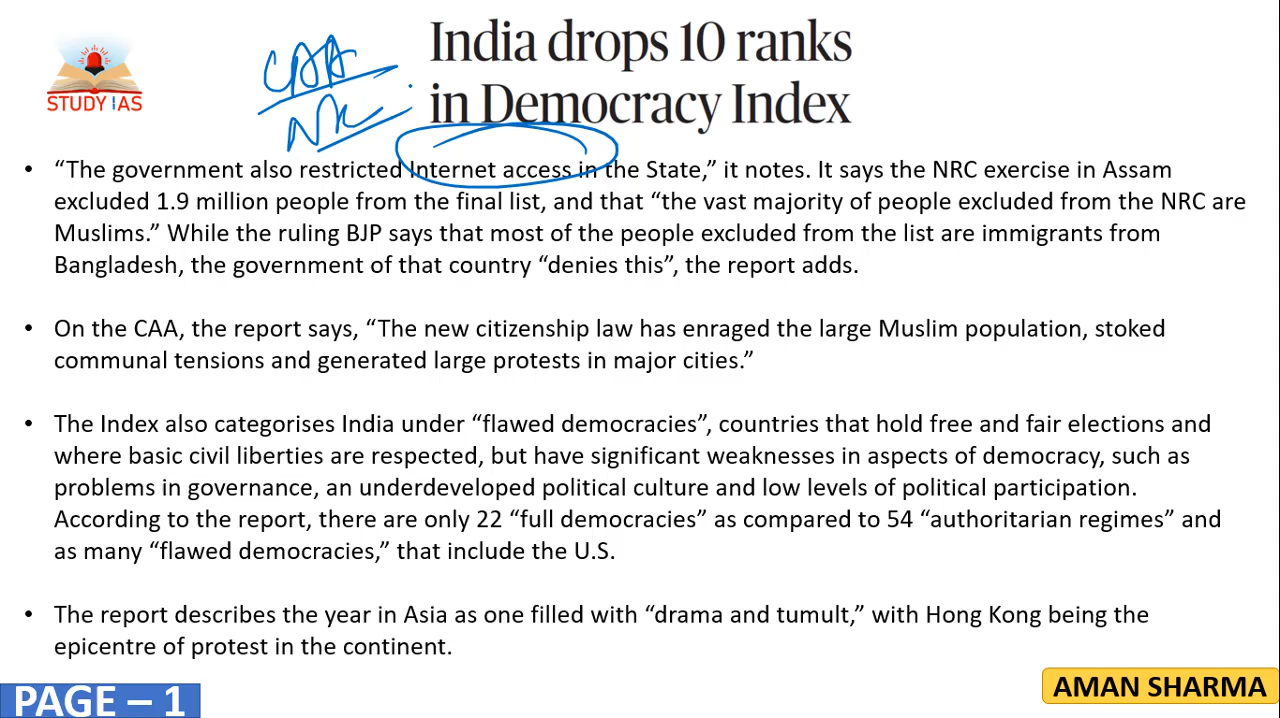 India drops 10 ranks
in Democracy Index
CAA
NRC
STUDY IAS
• “The government also restricted Internet access in the State,” it notes. It says the NRC exercise in Assam
excluded 1.9 million people from the final list, and that “the vast majority of people excluded from the NRC are
Muslims.” While the ruling BJP says that most of the people excluded from the list are immigrants from
Bangladesh, the government of that country “denies this”, the report adds.
• On the CAA, the report says, “The new citizenship law has enraged the large Muslim population, stoked
communal tensions and generated large protests in major cities.”
• The Index also categorises India under “flawed democracies”, countries that hold free and fair elections and
where basic civil liberties are respected, but have significant weaknesses in aspects of democracy, such as
problems in governance, an underdeveloped political culture and low levels of political participation.
According to the report, there are only 22 “full democracies” as compared to 54 “authoritarian regimes” and
as many “flawed democracies,” that include the U.S.
• The report describes the year in Asia as one filled with “drama and tumult,” with Hong Kong being the
epicentre of protest in the continent.
PAGE – 1
AMAN SHARMA